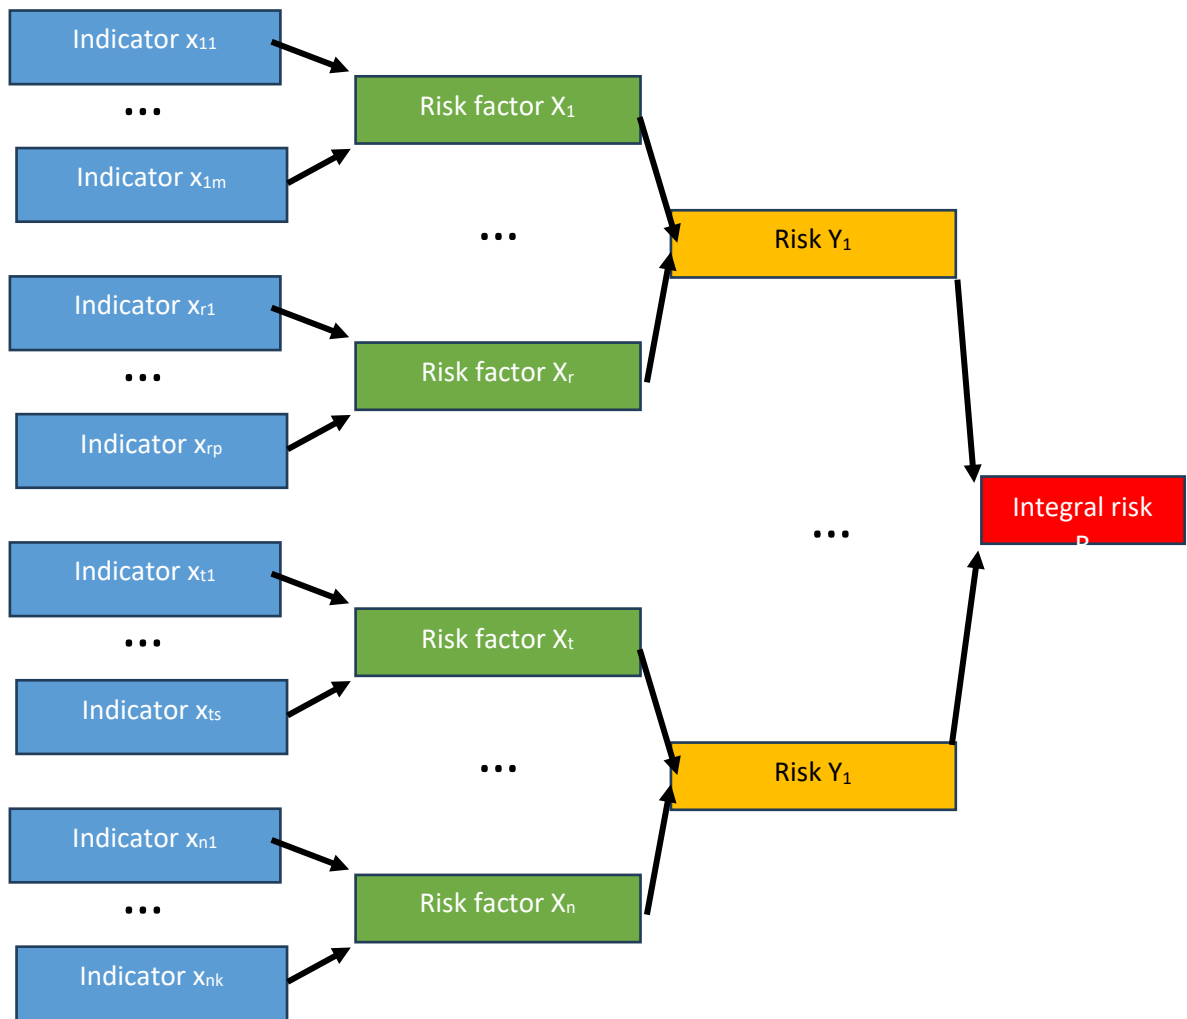 Indicator x₁₁
...
Indicator x₁ₘ
Risk factor X₁
...
Indicator xᵣ₁
...
Indicator xᵣₚ
Risk factor Xᵣ
Risk Y₁
...
Indicator xₜ₁
...
Indicator xₜₛ
Risk factor Xₜ
...
Indicator xₙ₁
...
Indicator xₙₖ
Risk factor Xₙ
Risk Y₁
Integral risk